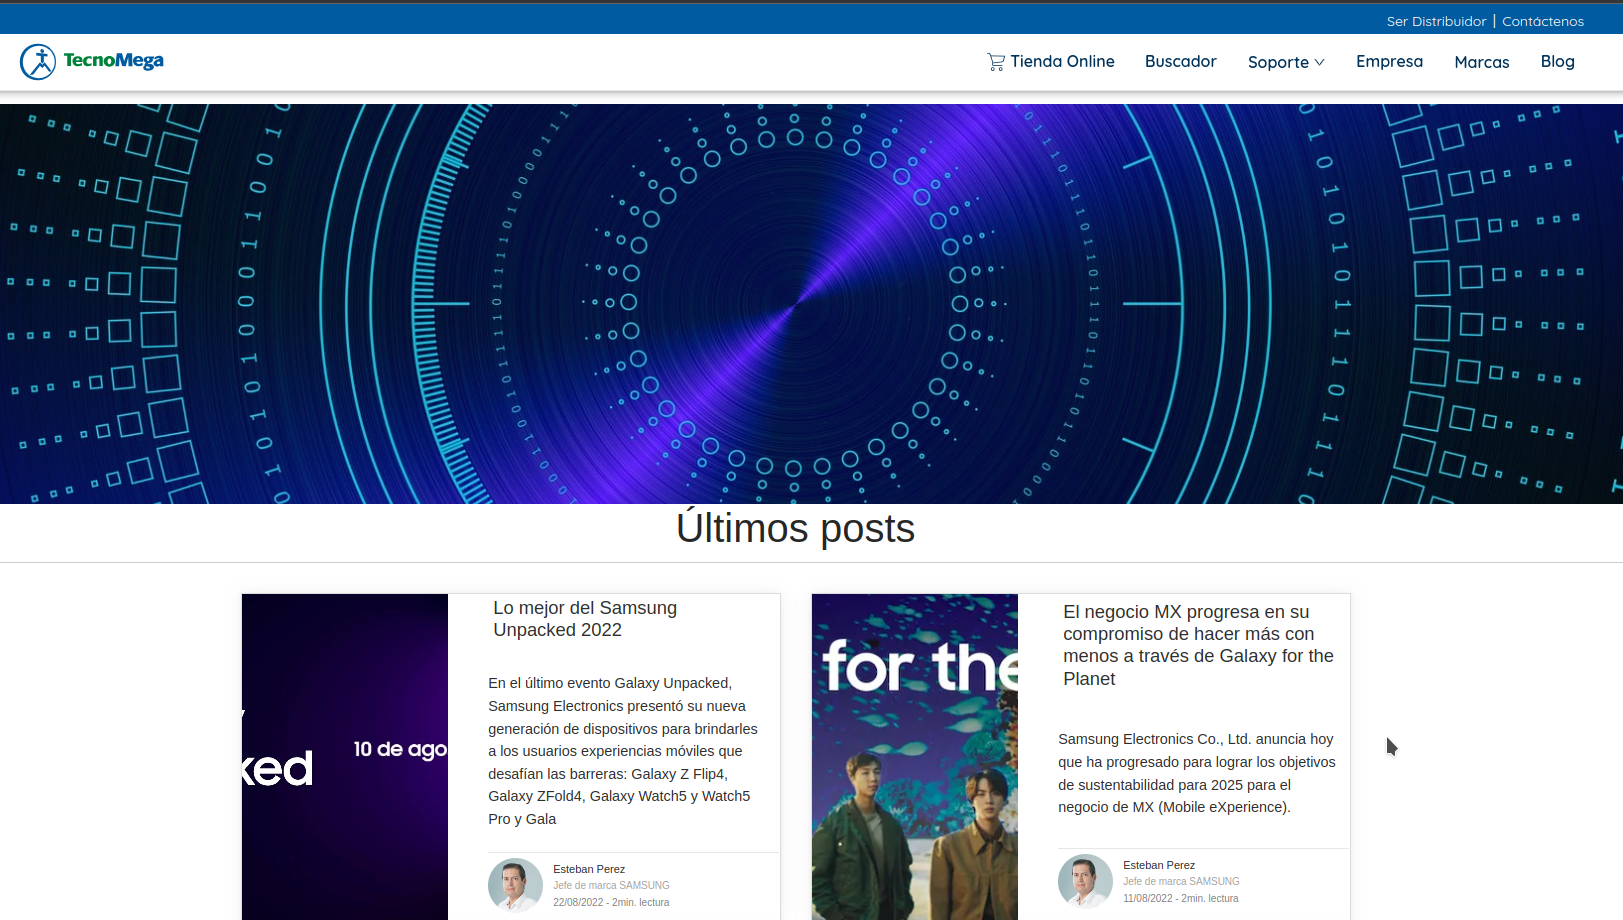 Ser Distribuidor | Contáctenos
TecnoMega
Tienda Online Buscador Soporte Empresa Marcas Blog
Últimos posts
Lo mejor del Samsung
Unpacked 2022
En el último evento Galaxy Unpacked,
Samsung Electronics presentó su nueva
generación de dispositivos para brindarles
a los usuarios experiencias móviles que
desafían las barreras: Galaxy Z Flip4,
Galaxy ZFold4, Galaxy Watch5 y Watch5
Pro y Gala
10 de ago
ked
Esteban Perez
Jefe de marca SAMSUNG
22/08/2022 - 2min. lectura
for the
El negocio MX progresa en su
compromiso de hacer más con
menos a través de Galaxy for the
Planet
Samsung Electronics Co., Ltd. anuncia hoy
que ha progresado para lograr los objetivos
de sustentabilidad para 2025 para el
negocio de MX (Mobile eXperience).
Esteban Perez
Jefe de marca SAMSUNG
11/08/2022 - 2min. lectura